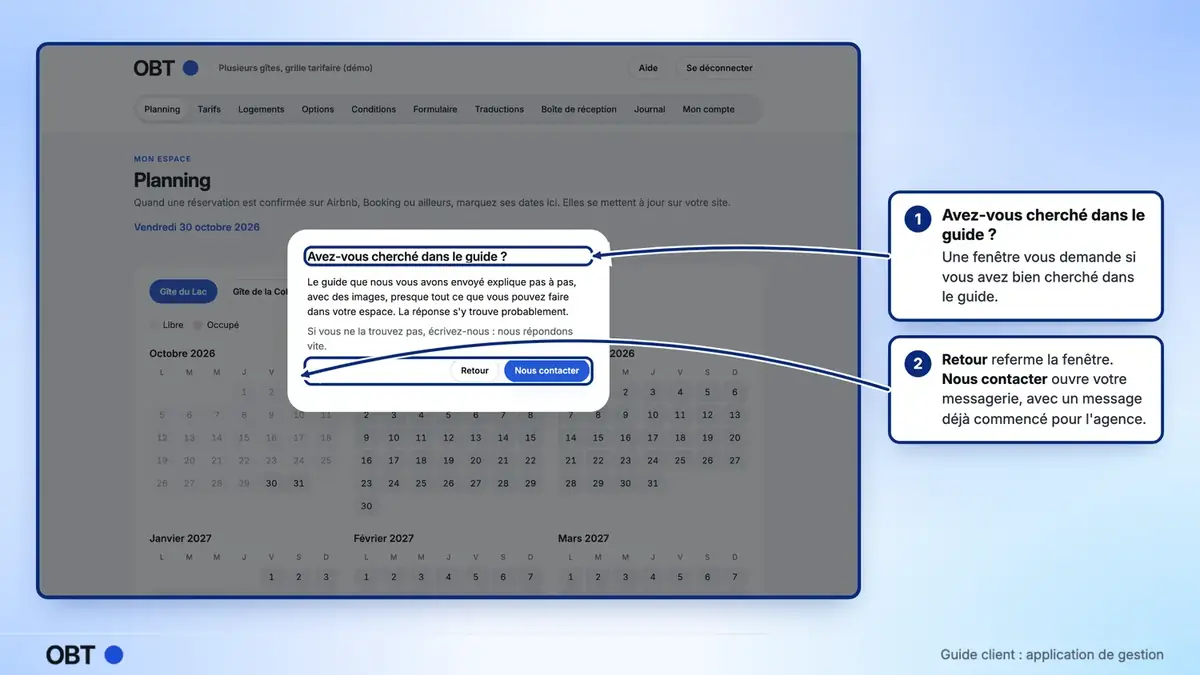 OBT
Plusieurs gîtes, grille tarifaire (démo)
Aide
Se déconnecter
Planning
Tarifs
Logements
Options
Conditions
Formulaire
Traductions
Boîte de réception
Journal
Mon compte
MON ESPACE
Planning
Quand une réservation est confirmée sur Airbnb, Booking ou ailleurs, marquez ses dates ici. Elles se mettent à jour sur votre site.
Vendredi 30 octobre 2026
Gîte du Lac
Gîte de la Col
Libre
Occupé
Avez-vous cherché dans le guide ?
Le guide que nous vous avons envoyé explique pas à pas,
avec des images, presque tout ce que vous pouvez faire
dans votre espace. La réponse s'y trouve probablement.
Si vous ne la trouvez pas, écrivez-nous : nous répondons
vite.
Retour
Nous contacter
Octobre 2026
L M M J V
1 2
5 6 7 8 9 10 11
12 13 14 15 16 17 18
19 20 21 22 23 24 25
26 27 28 29 30 31
2 3 4 5 6 7 8
9 10 11 12 13 14 15
16 17 18 19 20 21 22
23 24 25 26 27 28 29
30
2026
M J V S D
2 3 4 5 6
7 8 9 10 11 12 13
14 15 16 17 18 19 20
21 22 23 24 25 26 27
28 29 30 31
Janvier 2027
L M M J V S D
1 2 3
Février 2027
L M M J V S D
1 2 3 4 5 6 7
Mars 2027
L M M J V S D
1 2 3 4 5 6 7
1
Avez-vous cherché dans le
guide ?
Une fenêtre vous demande si
vous avez bien cherché dans
le guide.
2
Retour referme la fenêtre.
Nous contacter ouvre votre
messagerie, avec un message
déjà commencé pour l'agence.
OBT
Guide client : application de gestion